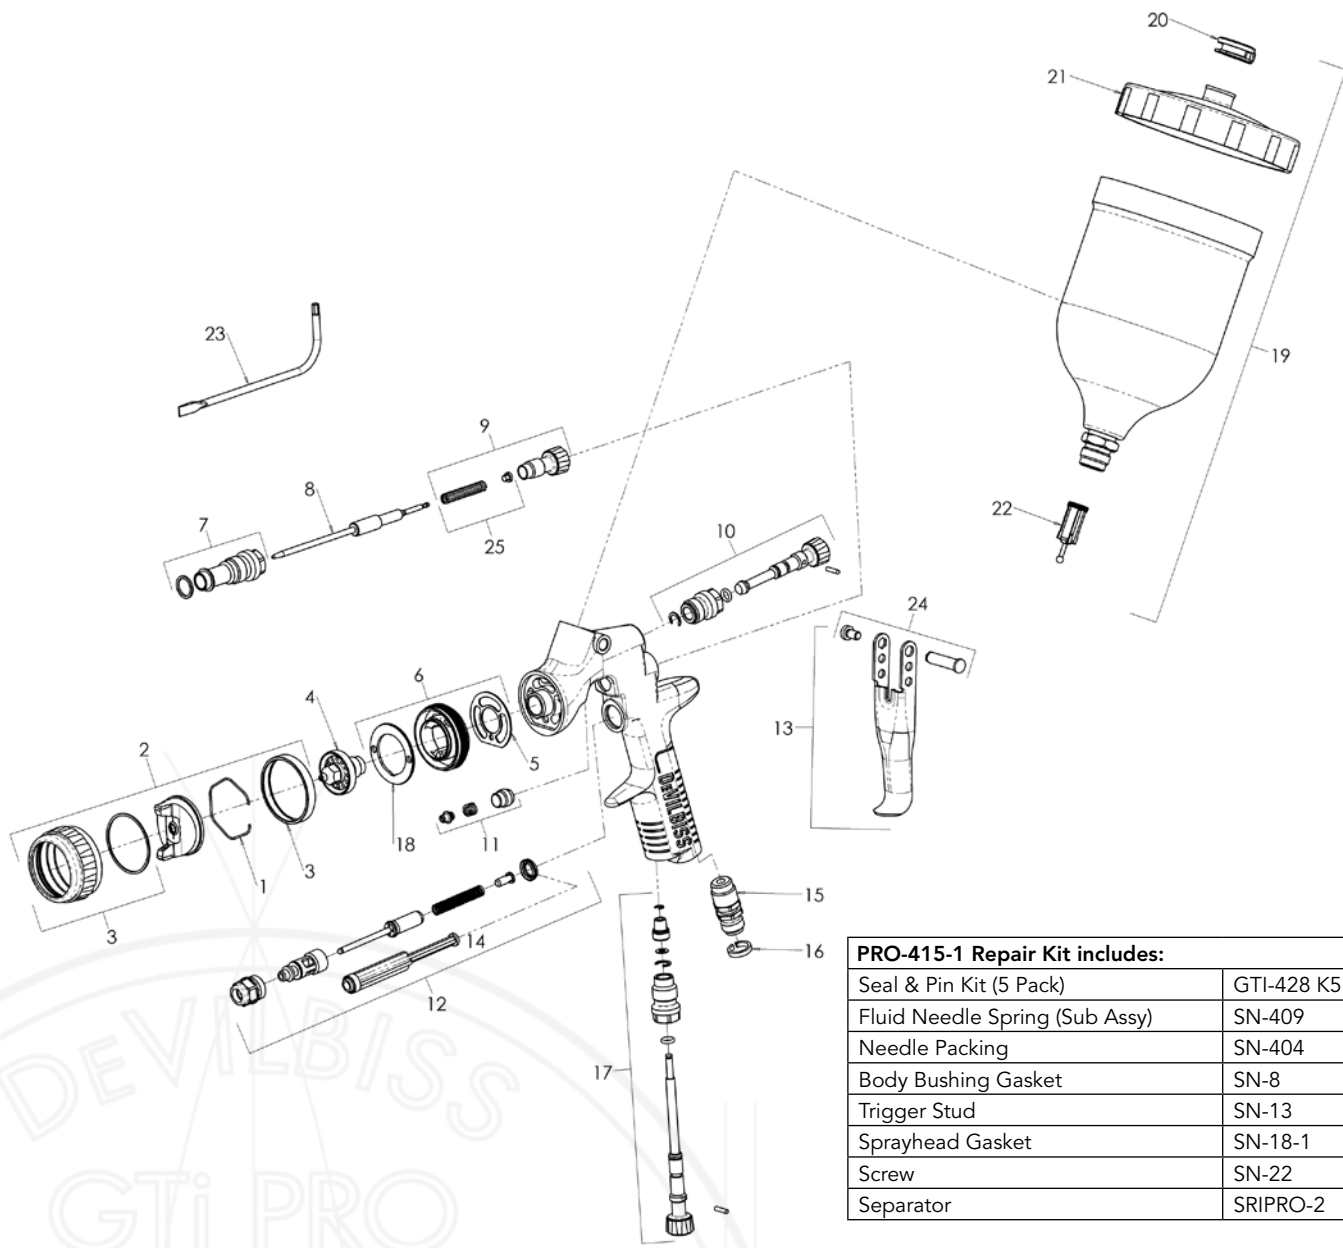 20
21
19
23
9
8
7
25
22
10
24
6
4
13
2
5
18
11
3
1
3
15
14
16
12
17
DEVILBISS
DEVILBISS
GTi PRO
PRO-415-1 Repair Kit includes:
Seal & Pin Kit (5 Pack) GTI-428 K5
Fluid Needle Spring (Sub Assy) SN-409
Needle Packing SN-404
Body Bushing Gasket SN-8
Trigger Stud SN-13
Sprayhead Gasket SN-18-1
Screw SN-22
Separator SRIPRO-2